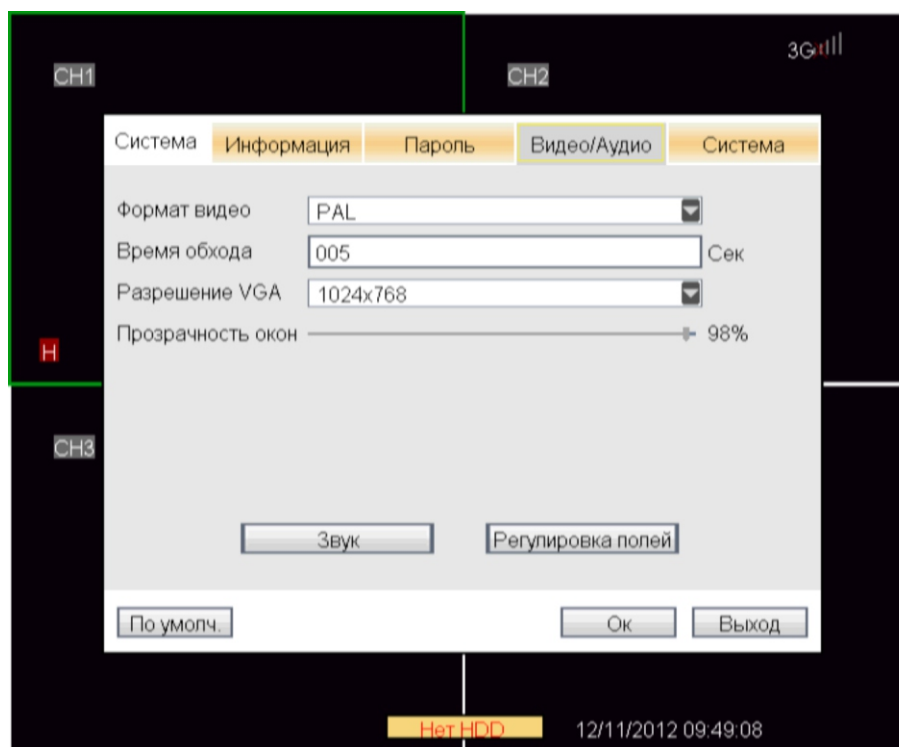 3G
CH1
CH2
Система Информация Пароль Видео/Аудио Система
Формат видео PAL
Время обхода 005 Сек
Разрешение VGA 1024x768
Прозрачность окон 98%
H
CH3
Звук Регулировка полей
По умолч. Ок Выход
Нет HDD 12/11/2012 09:49:08